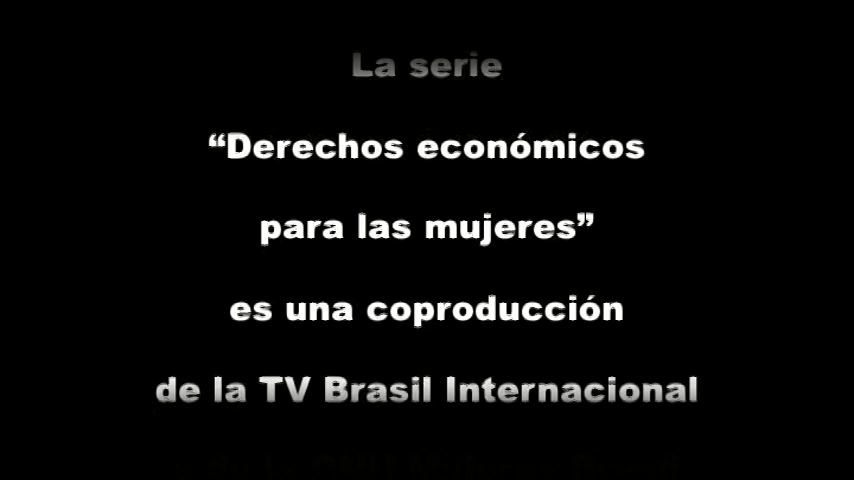 La serie
“Derechos económicos
para las mujeres”
es una coproducción
de la TV Brasil Internacional